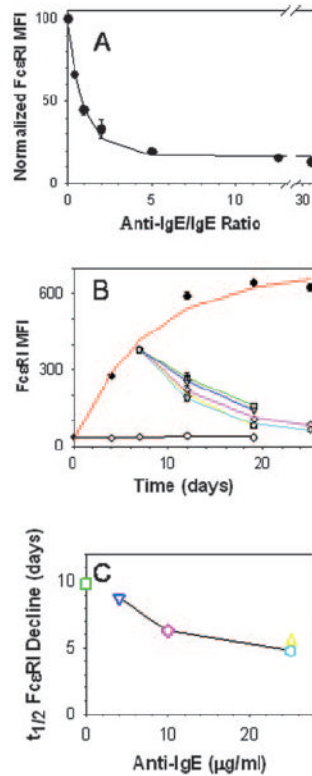 A
Normalized FcεRI MFI
100
50
0
0 5 10 30
Anti-IgE/IgE Ratio
B
FcεRI MFI
600
300
0
0 10 20
Time (days)
C
t1/2 FcεRI Decline (days)
10
5
0
0 10 20
Anti-IgE (μg/ml)